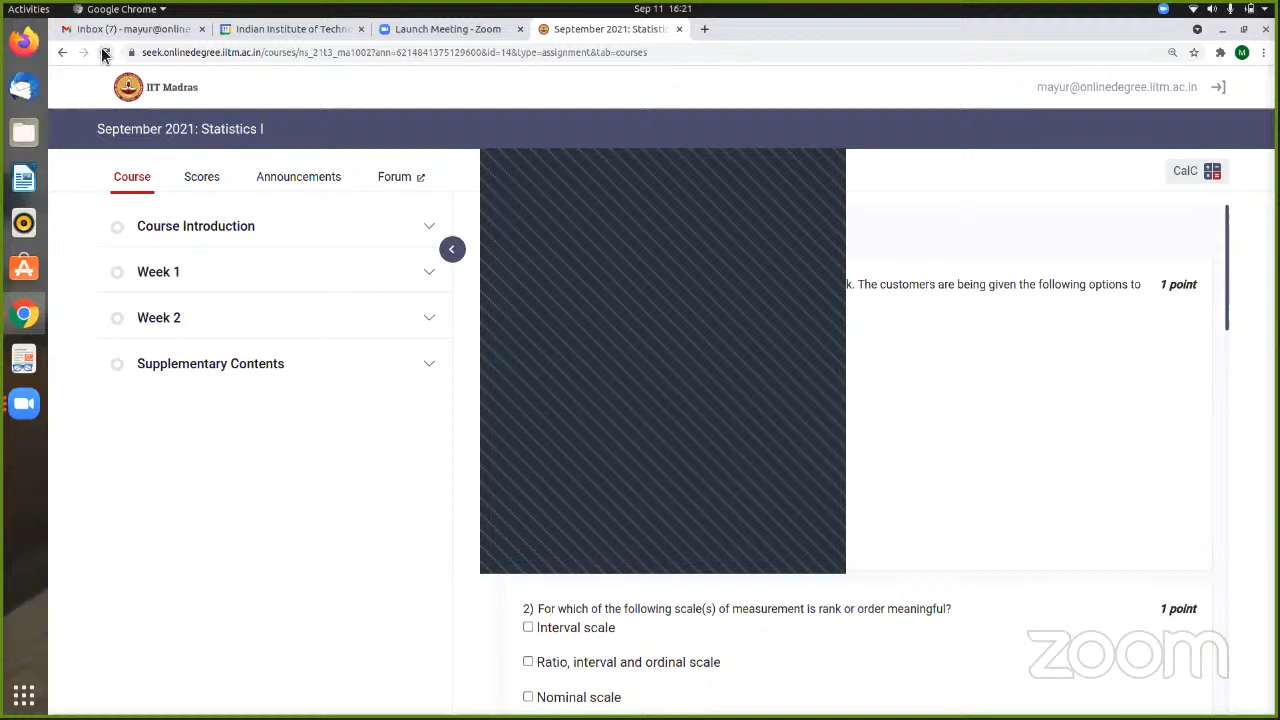 Activities
Google Chrome
Sep 11 16:21
Inbox (7) - mayur@online
Indian Institute of Techn
Launch Meeting - Zoom
September 2021: Statistic
seek.onlinedegree.iitm.ac.in/courses/ns_21t3_ma1002?ann=6214841375129600&id=14&type=assignment&tab=courses
M
IIT Madras
mayur@onlinedegree.iitm.ac.in
September 2021: Statistics I
Course
Scores
Announcements
Forum
CalC
Course Introduction
Week 1
Week 2
Supplementary Contents
k. The customers are being given the following options to
1 point
2) For which of the following scale(s) of measurement is rank or order meaningful?
1 point
Interval scale
Ratio, interval and ordinal scale
Nominal scale
zoom